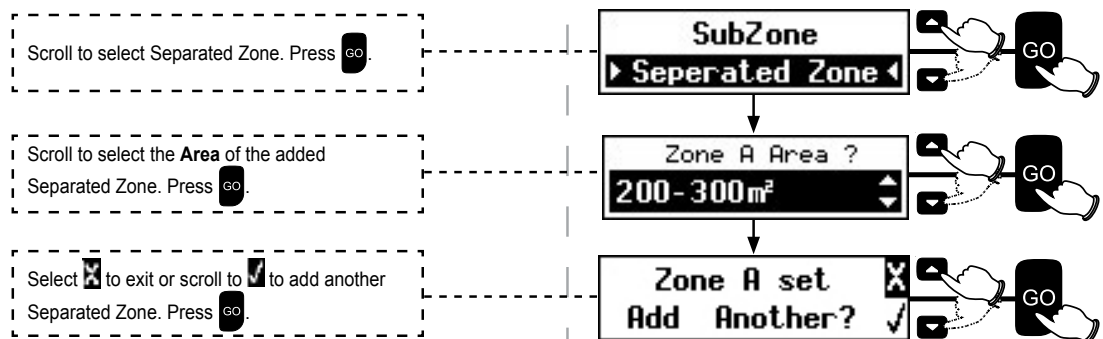 Scroll to select Separated Zone. Press GO.
SubZone
Seperated Zone
GO
Scroll to select the Area of the added
Separated Zone. Press GO.
Zone A Area ?
200-300m²
GO
Select X to exit or scroll to √ to add another
Separated Zone. Press GO.
Zone A set X
Add Another? √
GO